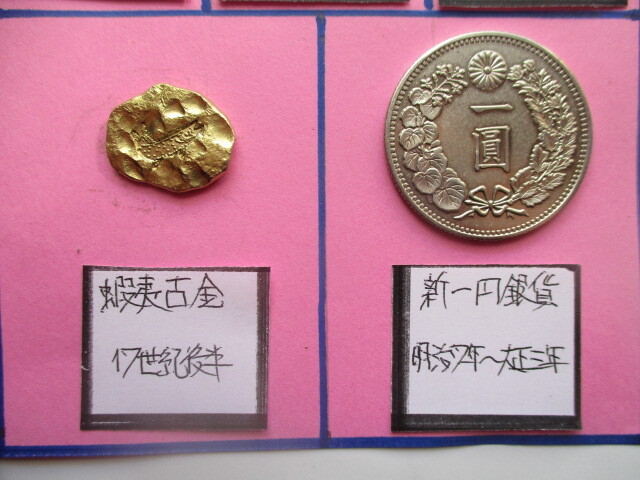 一
圓
蝦夷古金
17世紀後半
新一円銀貨
明治7年～大正三年